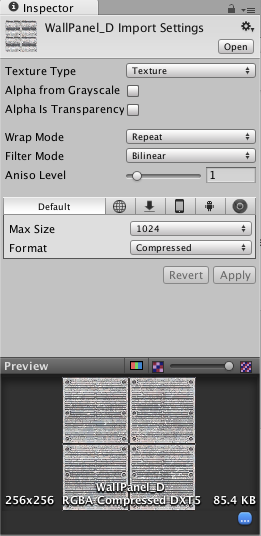 Inspector
WallPanel_D Import Settings
Open
Texture Type Texture
Alpha from Grayscale
Alpha Is Transparency
Wrap Mode Repeat
Filter Mode Bilinear
Aniso Level 1
Default
Max Size 1024
Format Compressed
Revert Apply
Preview
WallPanel_D
256x256 RGBA Compressed DXT5 85.4 KB